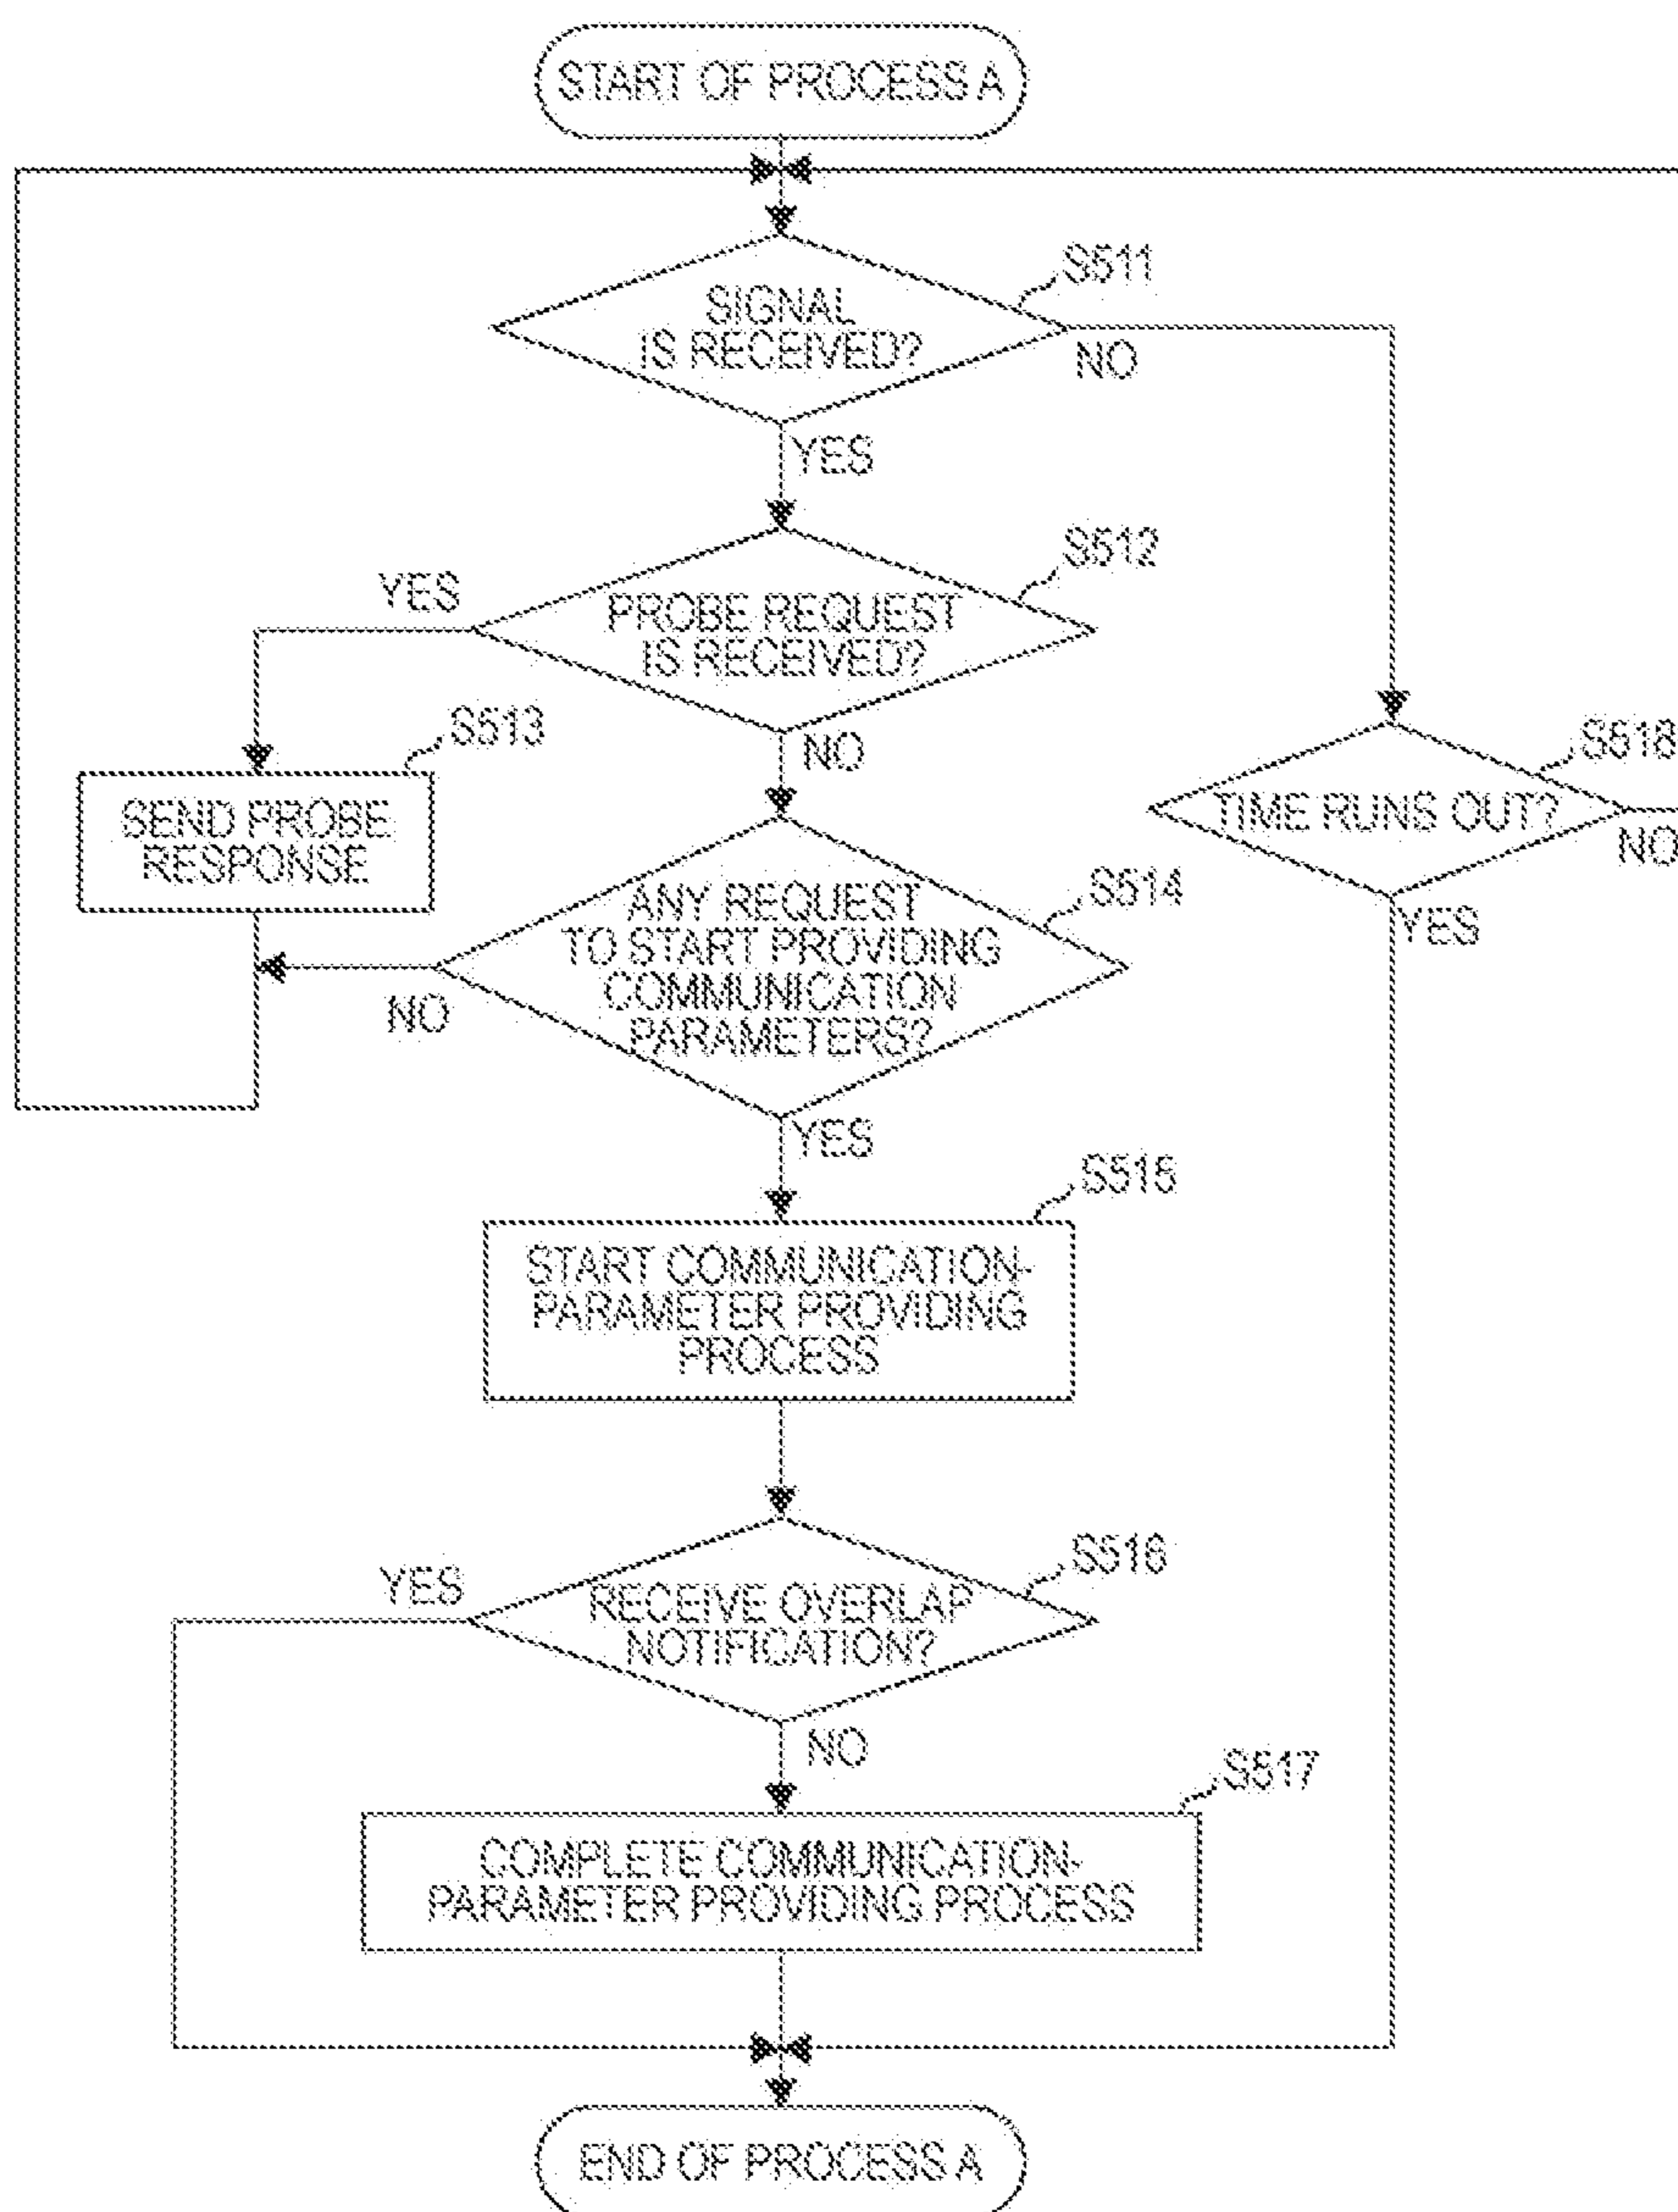 START OF PROCESS A
S511
SIGNAL
IS RECEIVED?
NO
YES
S512
YES
PROBE REQUEST
IS RECEIVED?
NO
S513
SEND PROBE
RESPONSE
S518
TIME RUNS OUT?
NO
YES
S514
ANY REQUEST
TO START PROVIDING
COMMUNICATION
PARAMETERS?
NO
YES
S515
START COMMUNICATION-
PARAMETER PROVIDING
PROCESS
S516
YES
RECEIVE OVERLAP
NOTIFICATION?
NO
S517
COMPLETE COMMUNICATION-
PARAMETER PROVIDING PROCESS
END OF PROCESS A